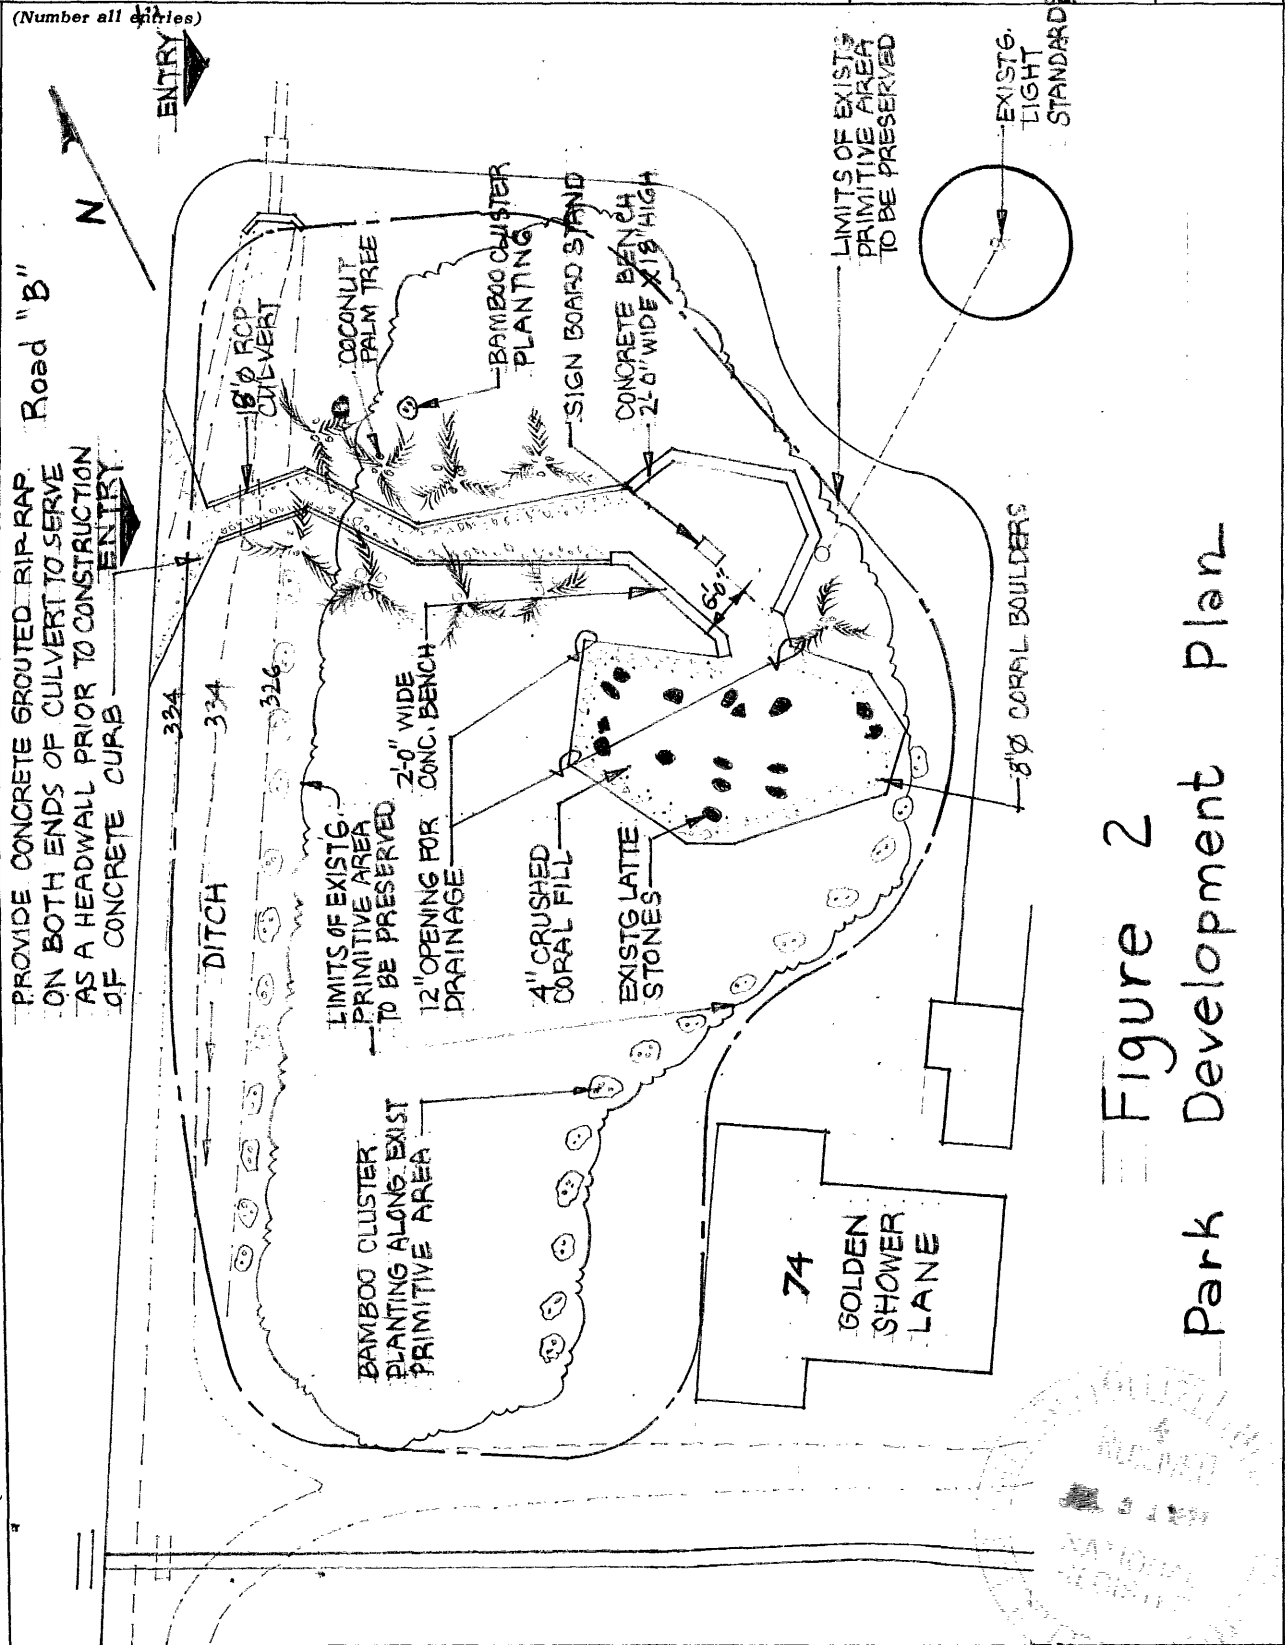 (Number all entries)
PROVIDE CONCRETE GROUTED RIP-RAP
ON BOTH ENDS OF CULVERT TO SERVE
AS A HEADWALL PRIOR TO CONSTRUCTION
OF CONCRETE CURB
Road "B"
ENTRY
ENTRY
N
334
334
326
DITCH
18"Ø RCP
CULVERT
COCONUT
PALM TREE
BAMBOO CLUSTER
PLANTING
SIGN BOARD STAND
CONCRETE BENCH
2'-0" WIDE X 18" HIGH
LIMITS OF EXIST'G
PRIMITIVE AREA
TO BE PRESERVED
EXIST'G.
LIGHT
STANDARD
LIMITS OF EXIST'G.
PRIMITIVE AREA
TO BE PRESERVED
2'-0" WIDE
CONC. BENCH
12" OPENING FOR
DRAINAGE
6'-0"
4" CRUSHED
CORAL FILL
EXIST'G LATTE
STONES
8"Ø CORAL BOULDERS
BAMBOO CLUSTER
PLANTING ALONG EXIST
PRIMITIVE AREA
74
GOLDEN
SHOWER
LANE
Figure 2
Park Development Plan